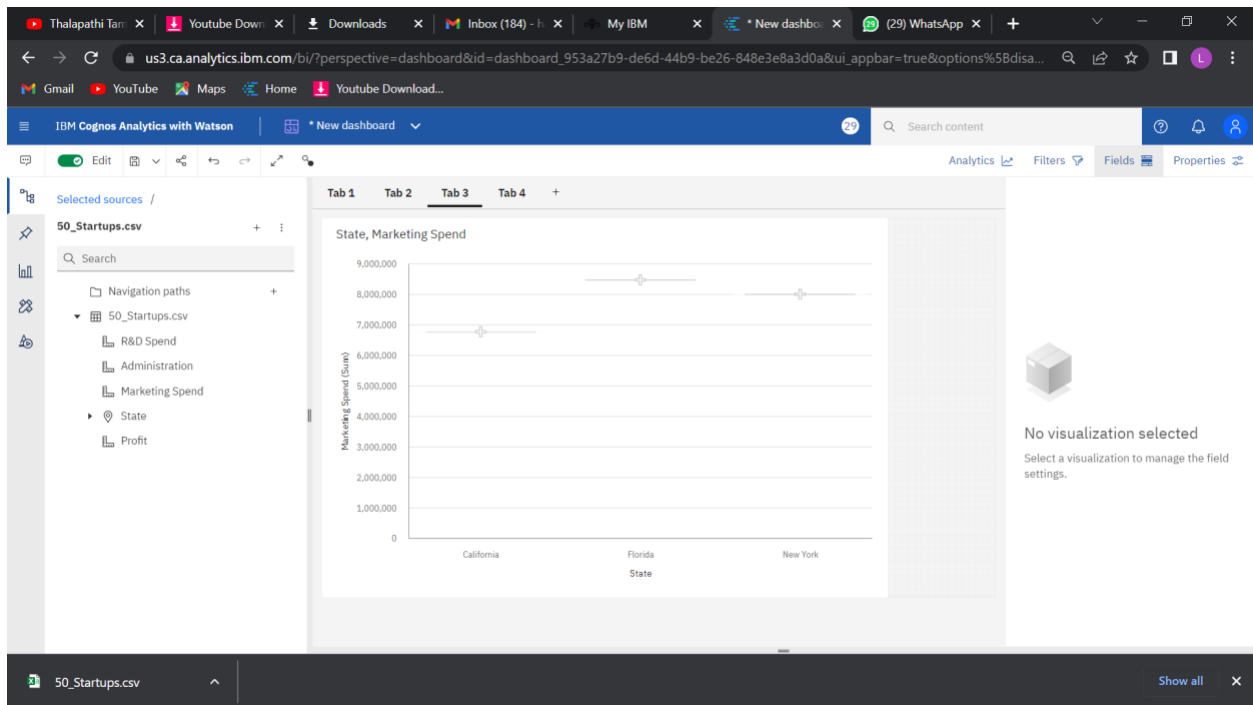 Thalapathi Tam Youtube Down Downloads Inbox (184) - h My IBM * New dashbo (29) WhatsApp
us3.ca.analytics.ibm.com/bi/?perspective=dashboard&id=dashboard_953a27b9-de6d-44b9-be26-848e3e8a3d0a&ui_appbar=true&options%5Bdisa... L
Gmail YouTube Maps Home Youtube Download...
IBM Cognos Analytics with Watson * New dashboard 29 Search content
Edit Analytics Filters Fields Properties
Selected sources / Tab 1 Tab 2 Tab 3 Tab 4 +
50_Startups.csv
Search
Navigation paths
50_Startups.csv
R&D Spend
Administration
Marketing Spend
State
Profit
State, Marketing Spend
9,000,000
8,000,000
7,000,000
6,000,000
5,000,000
4,000,000
3,000,000
2,000,000
1,000,000
0
Marketing Spend (Sum)
California Florida New York
State
No visualization selected
Select a visualization to manage the field
settings.
50_Startups.csv Show all